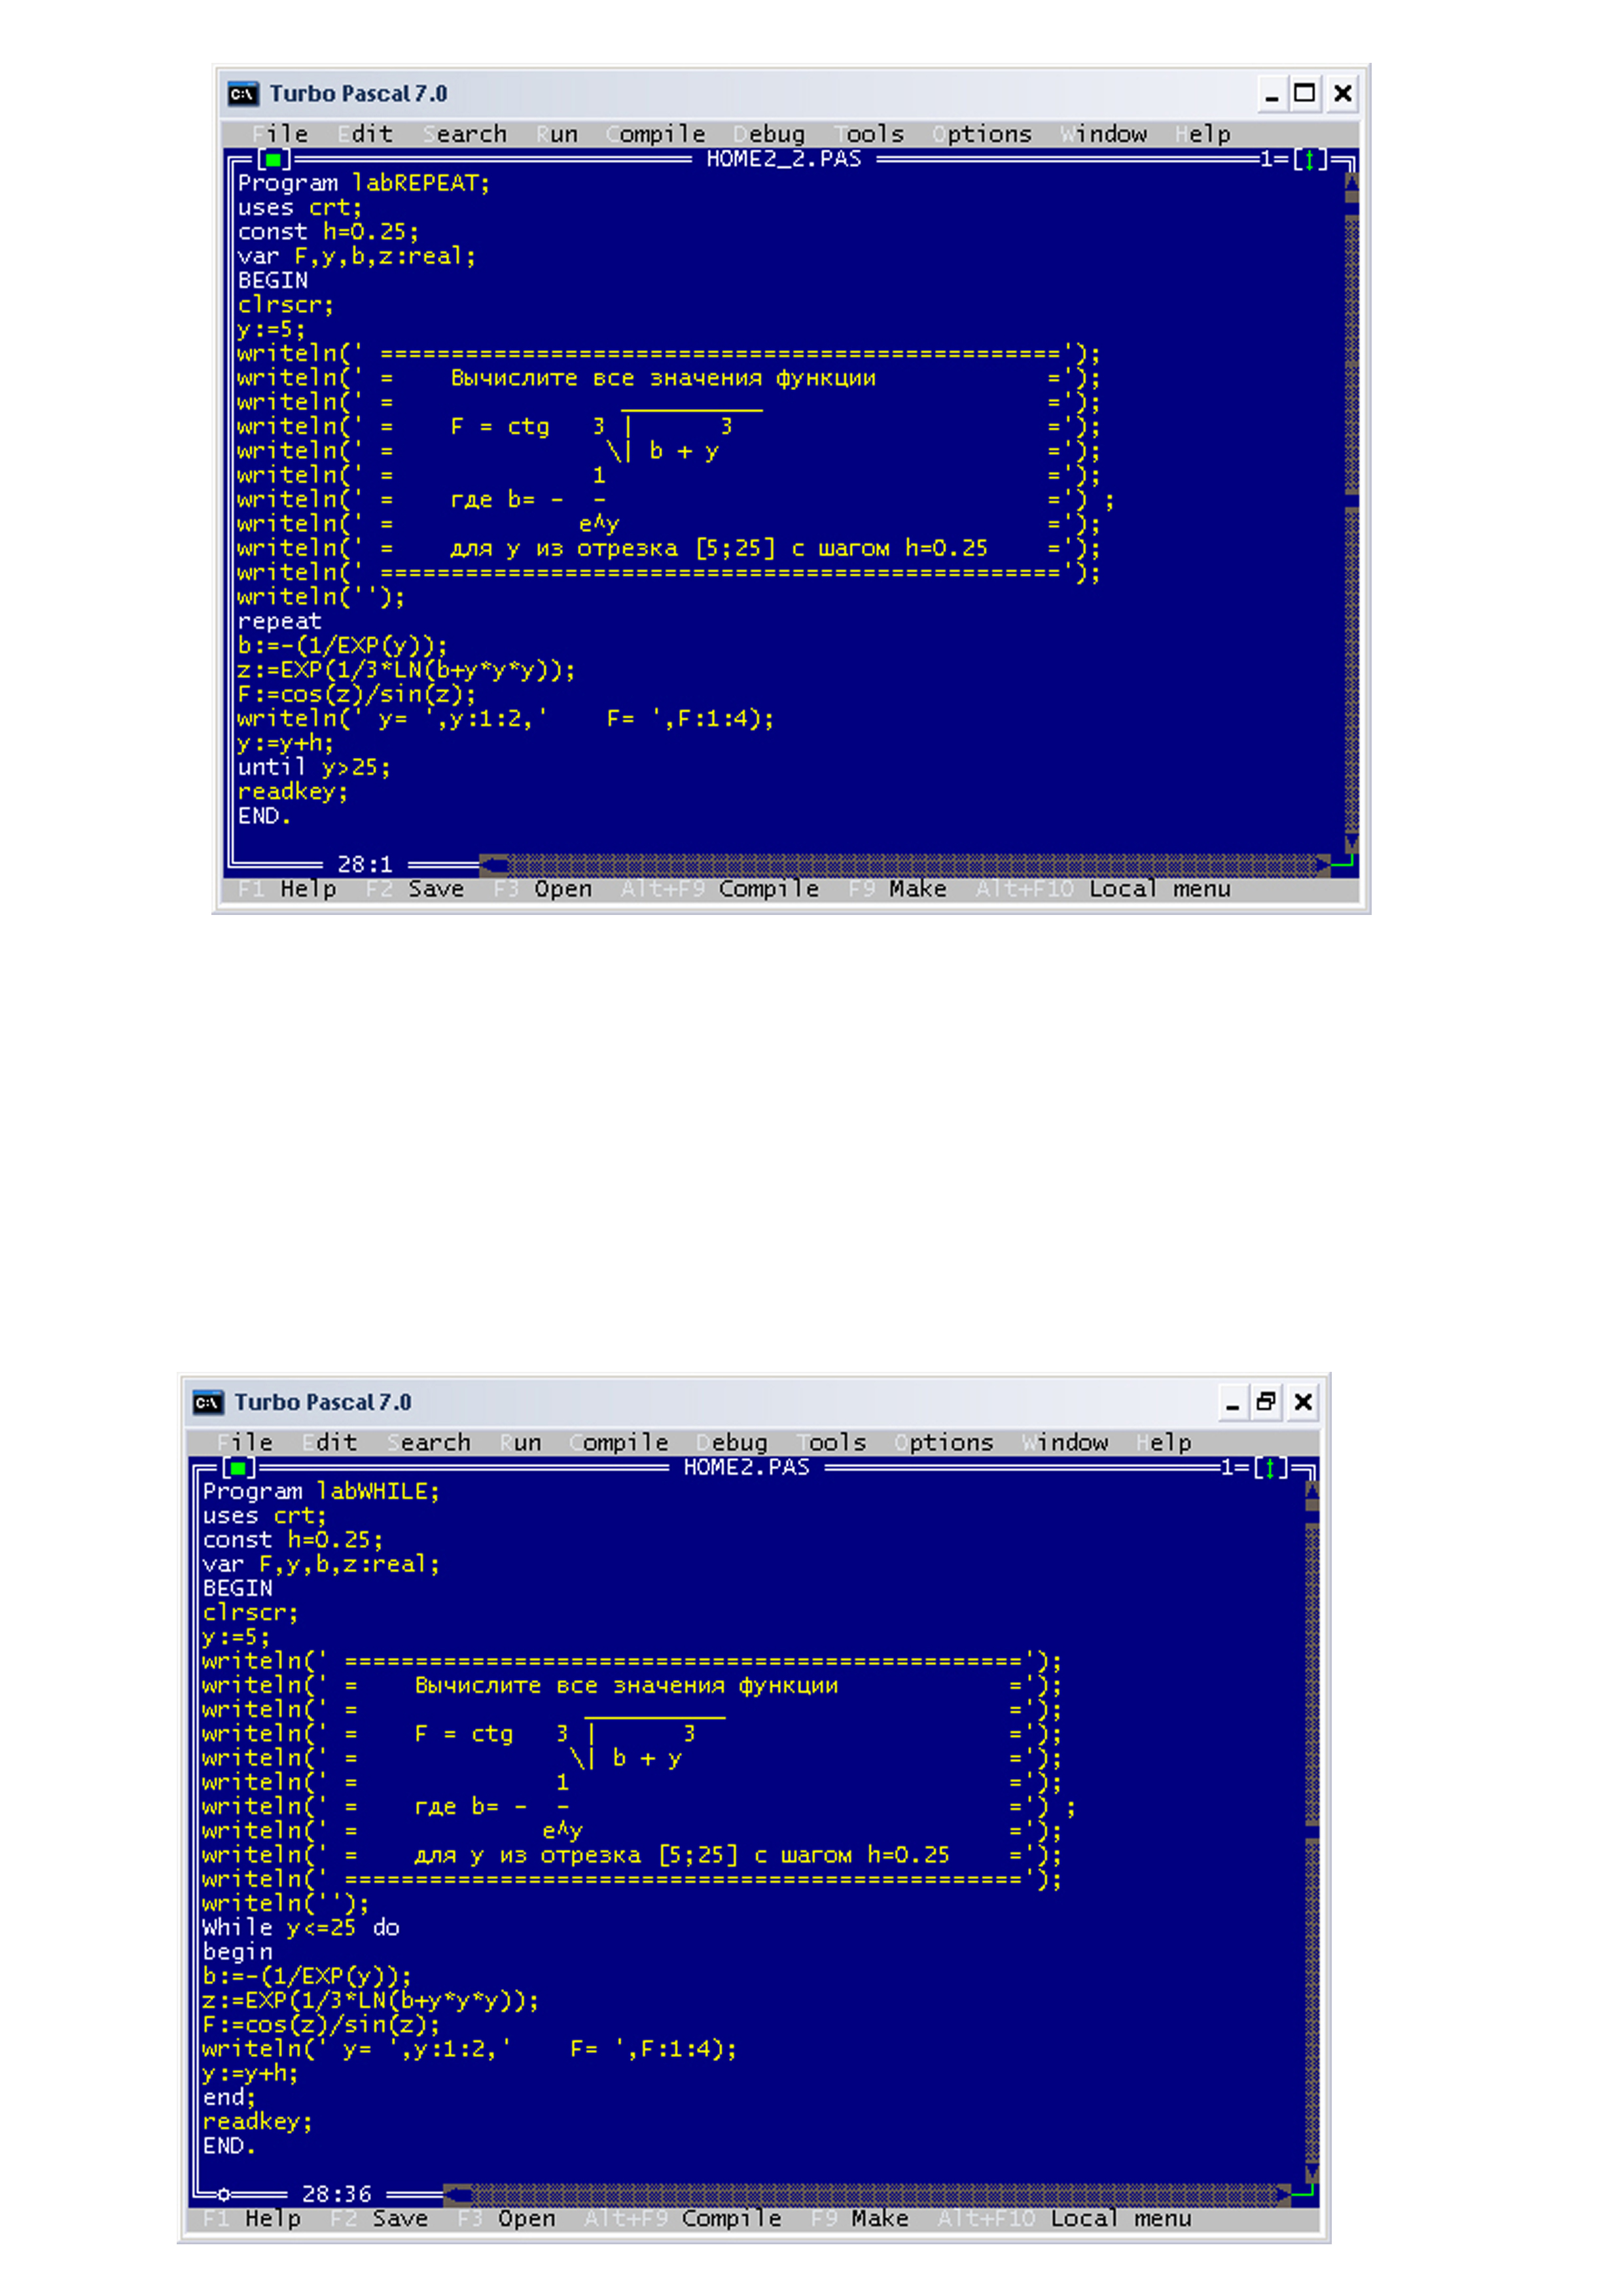 Turbo Pascal 7.0
File Edit Search Run Compile Debug Tools Options Window Help
HOME2_2.PAS 1=[↕]
Program labREPEAT;
uses crt;
const h=0.25;
var F,y,b,z:real;
BEGIN
clrscr;
y:=5;
writeln(' ================================================');
writeln(' =    Вычислите все значения функции            =');
writeln(' =                __________                    =');
writeln(' =    F = ctg   3 |      3                      =');
writeln(' =               \| b + y                       =');
writeln(' =              1                               =');
writeln(' =    где b= -  -                               =') ;
writeln(' =             e^y                              =');
writeln(' =    для y из отрезка [5;25] с шагом h=0.25    =');
writeln(' ================================================');
writeln('');
repeat
b:=-(1/EXP(y));
z:=EXP(1/3*LN(b+y*y*y));
F:=cos(z)/sin(z);
writeln(' y= ',y:1:2,'    F= ',F:1:4);
y:=y+h;
until y>25;
readkey;
END.
28:1
F1 Help F2 Save F3 Open Alt+F9 Compile F9 Make Alt+F10 Local menu
Turbo Pascal 7.0
File Edit Search Run Compile Debug Tools Options Window Help
HOME2.PAS 1=[↕]
Program labWHILE;
uses crt;
const h=0.25;
var F,y,b,z:real;
BEGIN
clrscr;
y:=5;
writeln(' ================================================');
writeln(' =    Вычислите все значения функции            =');
writeln(' =                __________                    =');
writeln(' =    F = ctg   3 |      3                      =');
writeln(' =               \| b + y                       =');
writeln(' =              1                               =');
writeln(' =    где b= -  -                               =') ;
writeln(' =             e^y                              =');
writeln(' =    для y из отрезка [5;25] с шагом h=0.25    =');
writeln(' ================================================');
writeln('');
While y<=25 do
begin
b:=-(1/EXP(y));
z:=EXP(1/3*LN(b+y*y*y));
F:=cos(z)/sin(z);
writeln(' y= ',y:1:2,'    F= ',F:1:4);
y:=y+h;
end;
readkey;
END.
28:36
F1 Help F2 Save F3 Open Alt+F9 Compile F9 Make Alt+F10 Local menu